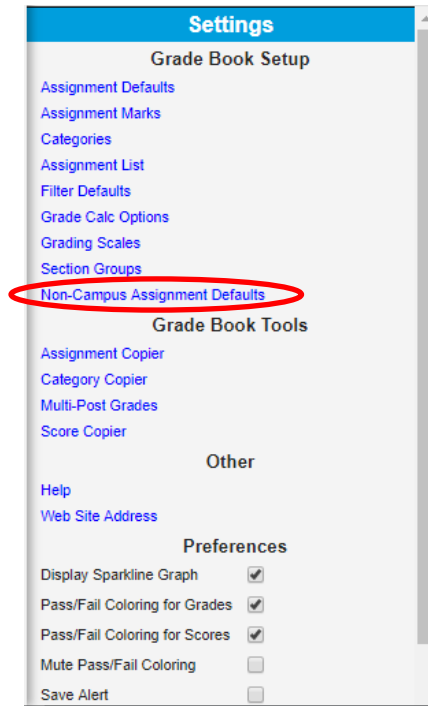 Settings
Grade Book Setup
Assignment Defaults
Assignment Marks
Categories
Assignment List
Filter Defaults
Grade Calc Options
Grading Scales
Section Groups
Non-Campus Assignment Defaults
Grade Book Tools
Assignment Copier
Category Copier
Multi-Post Grades
Score Copier
Other
Help
Web Site Address
Preferences
Display Sparkline Graph
Pass/Fail Coloring for Grades
Pass/Fail Coloring for Scores
Mute Pass/Fail Coloring
Save Alert